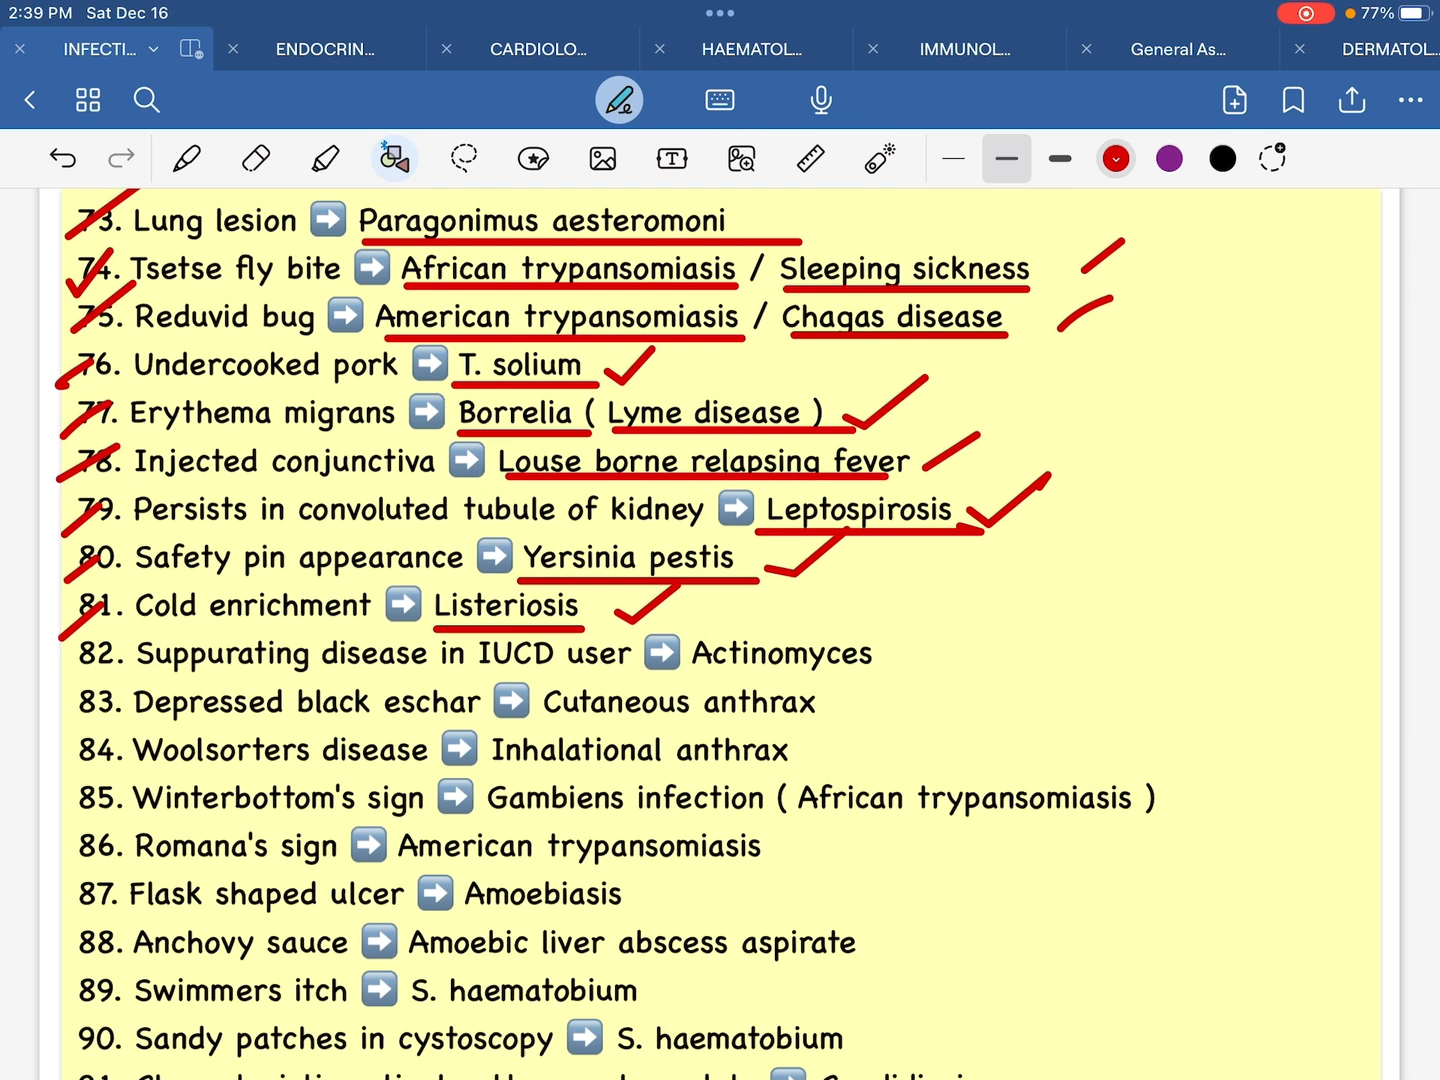 2:39 PM Sat Dec 16 77%
INFECTI... ENDOCRIN... CARDIOLO... HAEMATOL... IMMUNOL... General As... DERMATOL...
73. Lung lesion ➡ Paragonimus aesteromoni
74. Tsetse fly bite ➡ African trypansomiasis / Sleeping sickness
75. Reduvid bug ➡ American trypansomiasis / Chagas disease
76. Undercooked pork ➡ T. solium
77. Erythema migrans ➡ Borrelia ( Lyme disease )
78. Injected conjunctiva ➡ Louse borne relapsing fever
79. Persists in convoluted tubule of kidney ➡ Leptospirosis
80. Safety pin appearance ➡ Yersinia pestis
81. Cold enrichment ➡ Listeriosis
82. Suppurating disease in IUCD user ➡ Actinomyces
83. Depressed black eschar ➡ Cutaneous anthrax
84. Woolsorters disease ➡ Inhalational anthrax
85. Winterbottom's sign ➡ Gambiens infection ( African trypansomiasis )
86. Romana's sign ➡ American trypansomiasis
87. Flask shaped ulcer ➡ Amoebiasis
88. Anchovy sauce ➡ Amoebic liver abscess aspirate
89. Swimmers itch ➡ S. haematobium
90. Sandy patches in cystoscopy ➡ S. haematobium